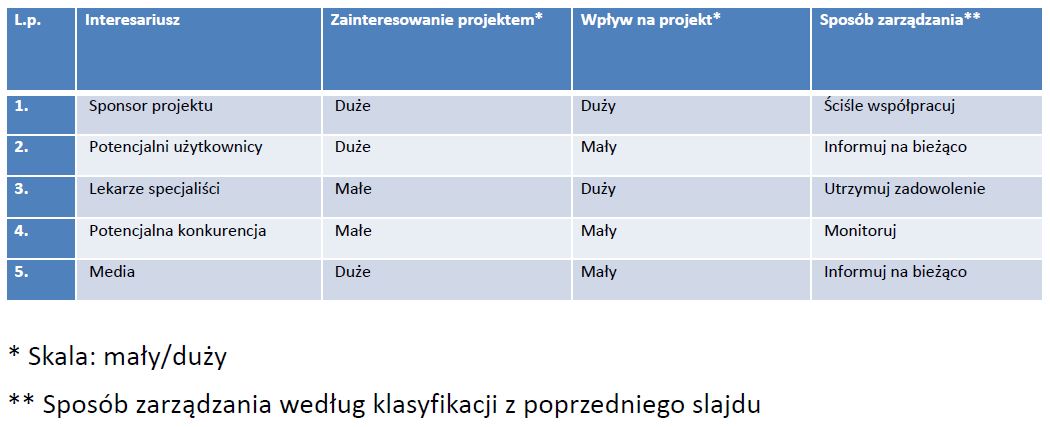 L.p. Interesariusz Zainteresowanie projektem* Wpływ na projekt* Sposób zarządzania**
1. Sponsor projektu Duże Duży Ściśle współpracuj
2. Potencjalni użytkownicy Duże Mały Informuj na bieżąco
3. Lekarze specjaliści Małe Duży Utrzymuj zadowolenie
4. Potencjalna konkurencja Małe Mały Monitoruj
5. Media Duże Mały Informuj na bieżąco
* Skala: mały/duży
** Sposób zarządzania według klasyfikacji z poprzedniego slajdu